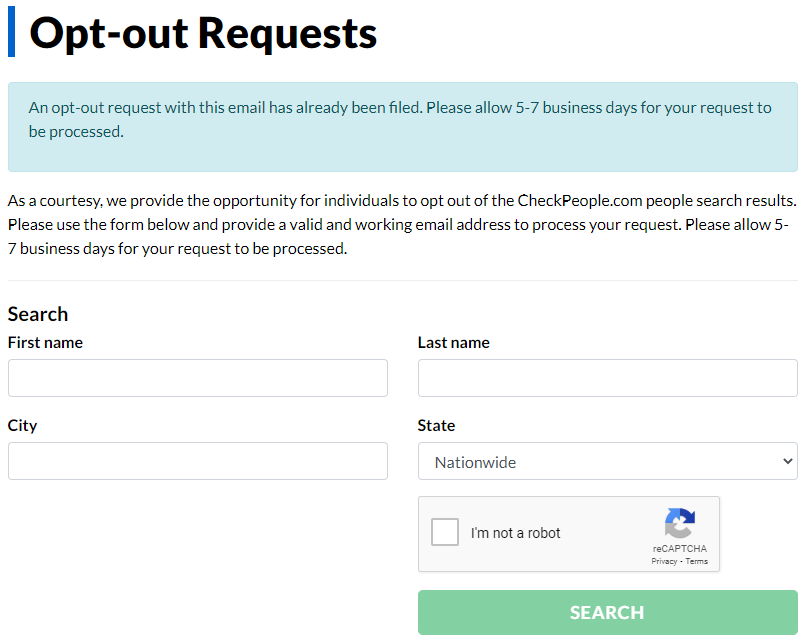 Opt-out Requests
An opt-out request with this email has already been filed. Please allow 5-7 business days for your request to
be processed.
As a courtesy, we provide the opportunity for individuals to opt out of the CheckPeople.com people search results.
Please use the form below and provide a valid and working email address to process your request. Please allow 5-
7 business days for your request to be processed.
Search
First name
Last name
City
State
Nationwide
I'm not a robot
reCAPTCHA
Privacy - Terms
SEARCH